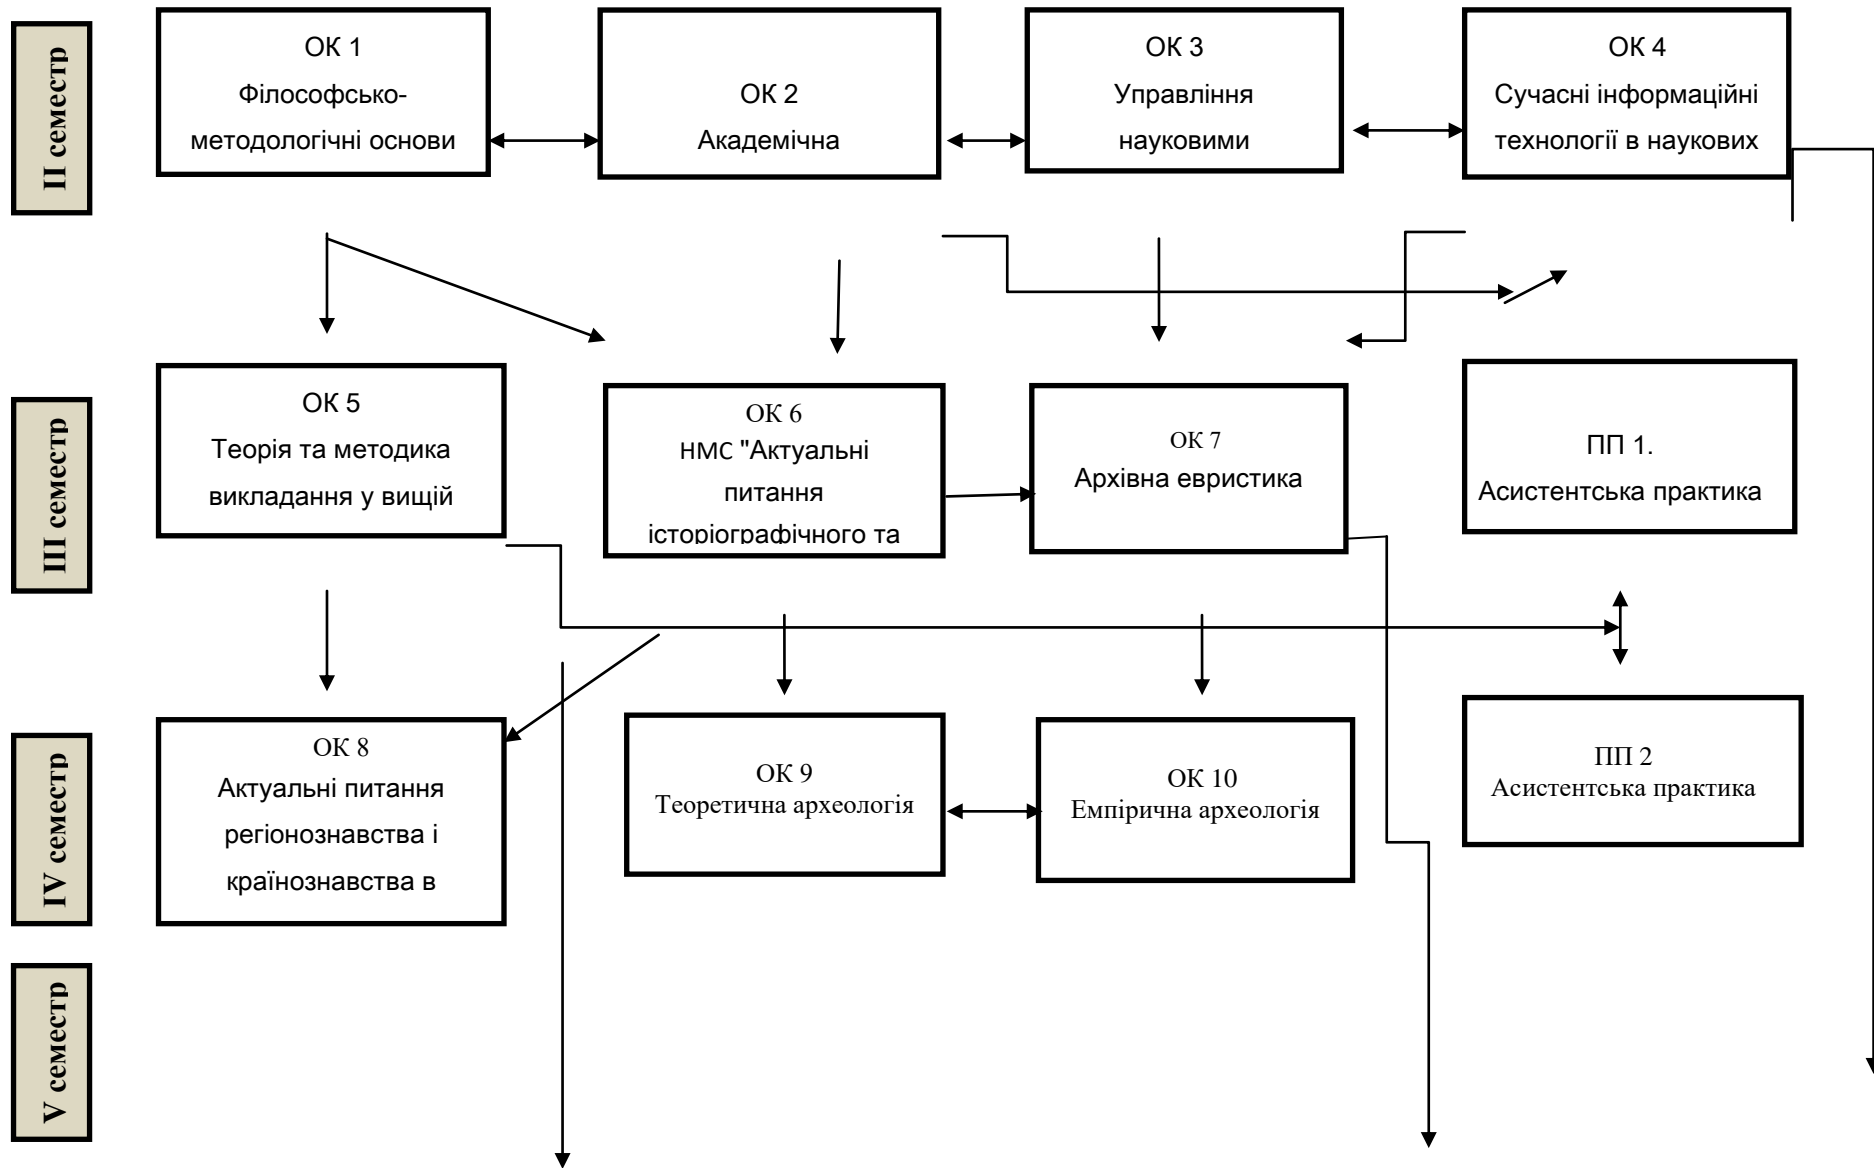 II семестр
ОК 1
Філософсько-
методологічні основи
ОК 2
Академічна
ОК 3
Управління
науковими
ОК 4
Сучасні інформаційні
технології в наукових
III семестр
ОК 5
Теорія та методика
викладання у вищій
ОК 6
НМС "Актуальні
питання
історіографічного та
ОК 7
Архівна евристика
ПП 1.
Асистентська практика
IV семестр
ОК 8
Актуальні питання
регіонознавства і
країнознавства в
ОК 9
Теоретична археологія
ОК 10
Емпірична археологія
ПП 2
Асистентська практика
V семестр